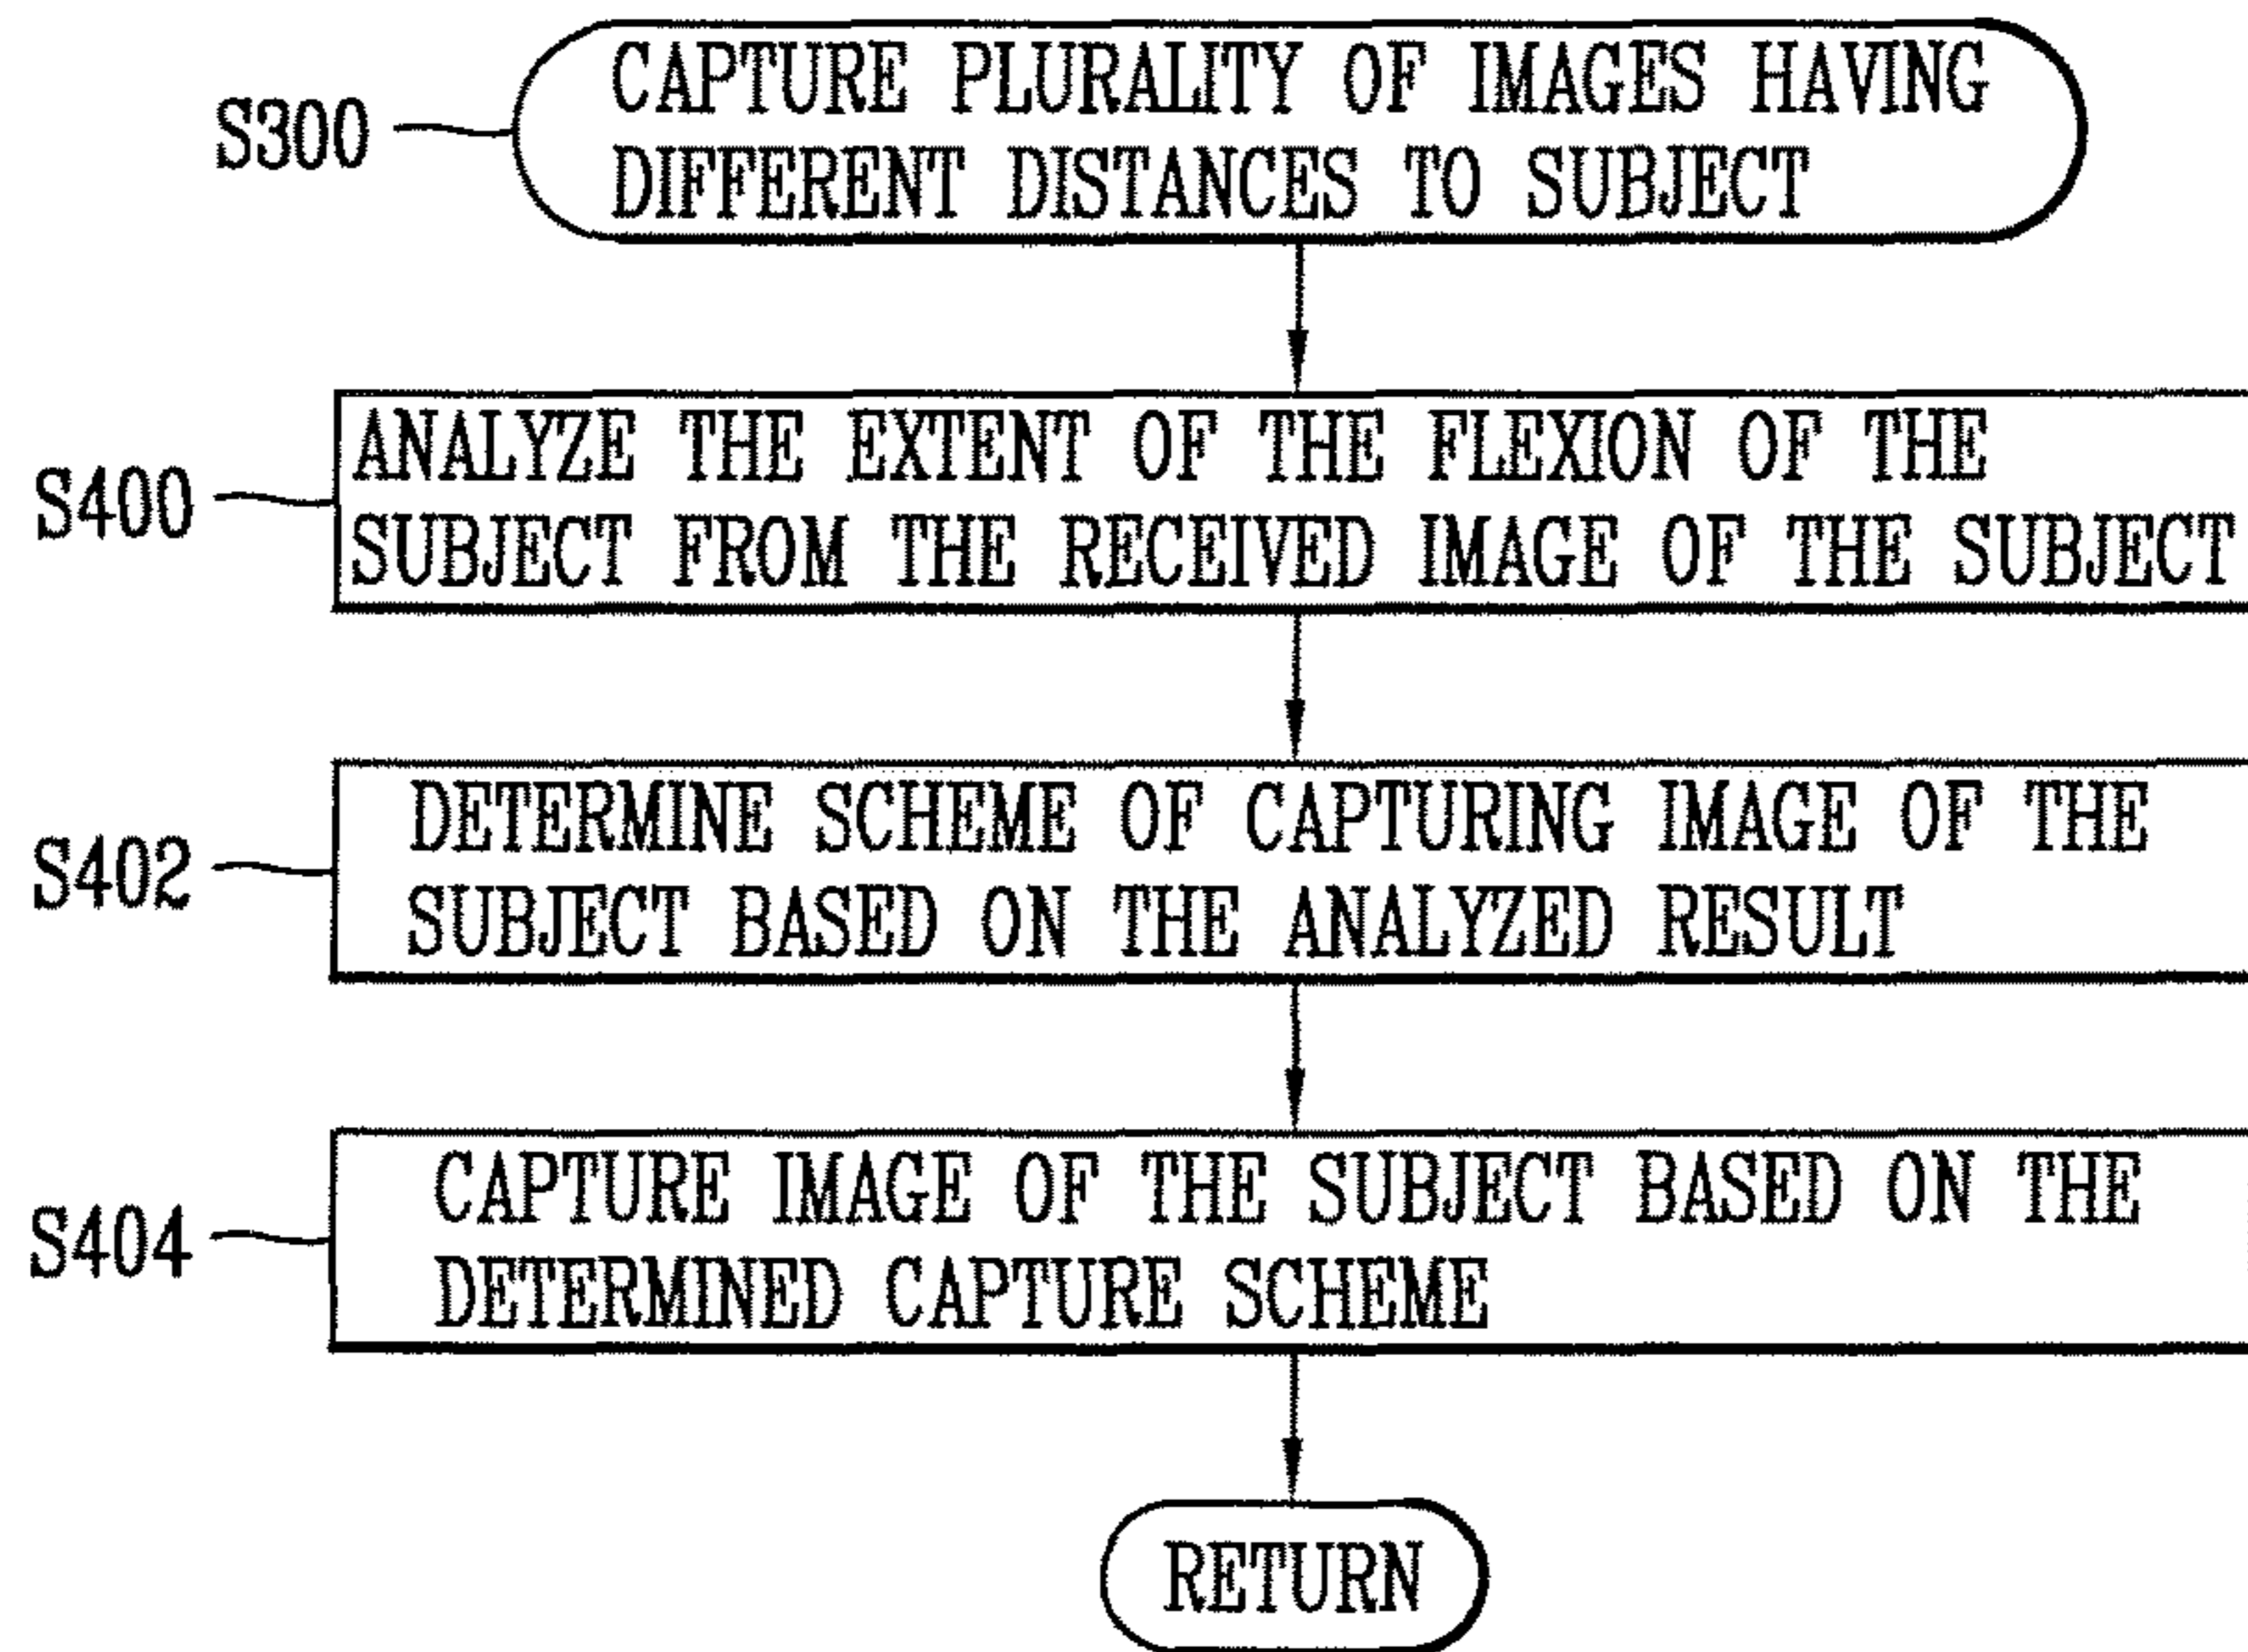 S300
CAPTURE PLURALITY OF IMAGES HAVING
DIFFERENT DISTANCES TO SUBJECT
S400
ANALYZE THE EXTENT OF THE FLEXION OF THE
SUBJECT FROM THE RECEIVED IMAGE OF THE SUBJECT
S402
DETERMINE SCHEME OF CAPTURING IMAGE OF THE
SUBJECT BASED ON THE ANALYZED RESULT
S404
CAPTURE IMAGE OF THE SUBJECT BASED ON THE
DETERMINED CAPTURE SCHEME
RETURN